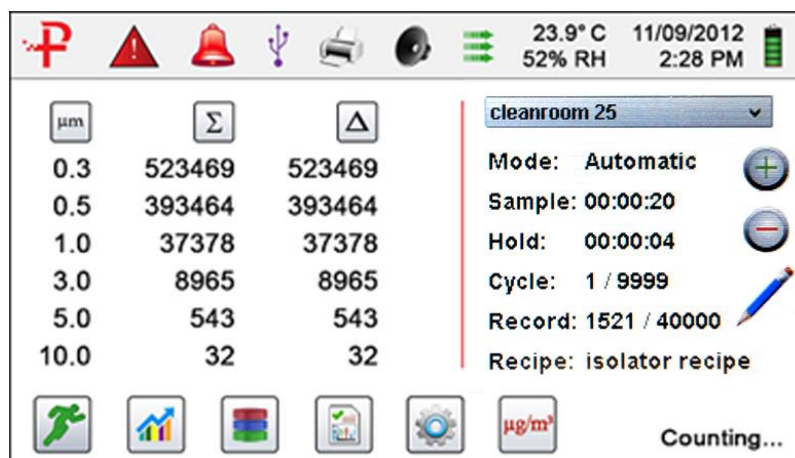 23.9° C 11/09/2012
52% RH 2:28 PM
µm Σ Δ
0.3 523469 523469
0.5 393464 393464
1.0 37378 37378
3.0 8965 8965
5.0 543 543
10.0 32 32
cleanroom 25
Mode: Automatic
Sample: 00:00:20
Hold: 00:00:04
Cycle: 1 / 9999
Record: 1521 / 40000
Recipe: isolator recipe
µg/m³
Counting...